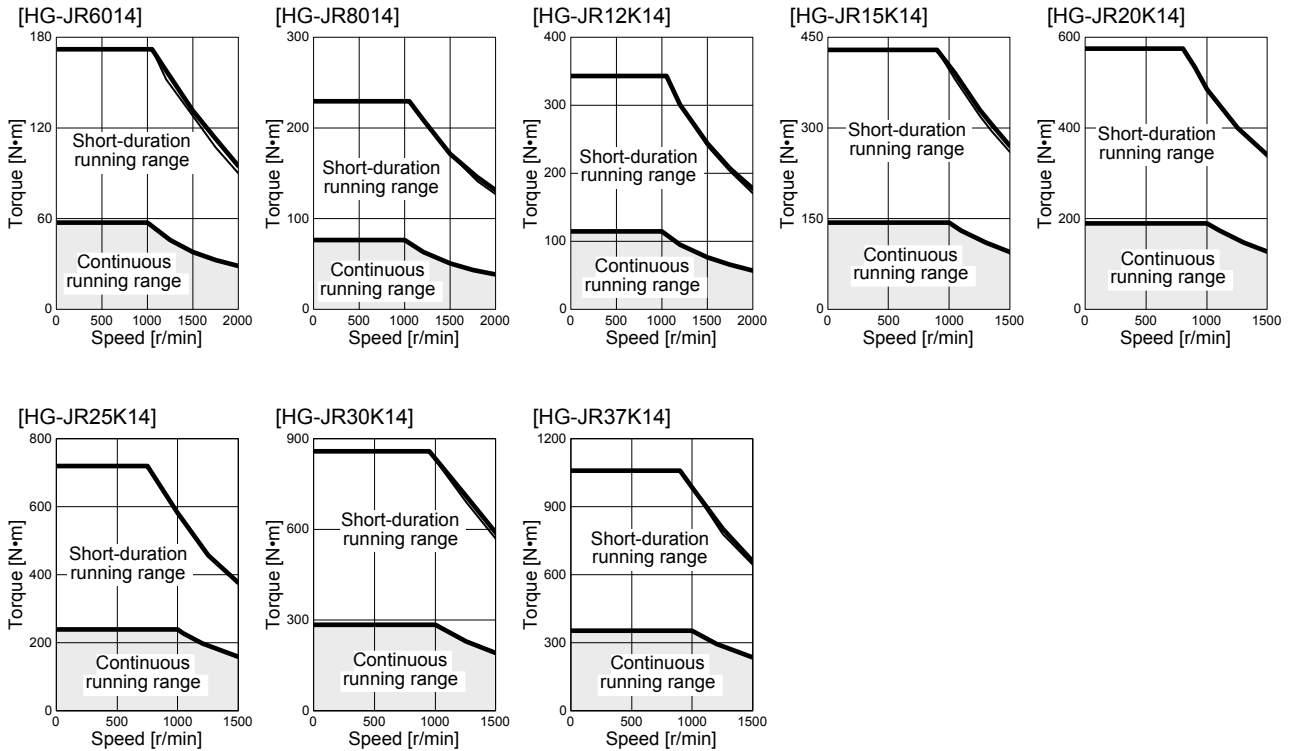 [HG-JR6014]
Torque [N•m]
180
120
60
0
Short-duration
running range
Continuous
running range
0 500 1000 1500 2000
Speed [r/min]
[HG-JR8014]
Torque [N•m]
300
200
100
0
Short-duration
running range
Continuous
running range
0 500 1000 1500 2000
Speed [r/min]
[HG-JR12K14]
Torque [N•m]
400
300
200
100
0
Short-duration
running range
Continuous
running range
0 500 1000 1500 2000
Speed [r/min]
[HG-JR15K14]
Torque [N•m]
450
300
150
0
Short-duration
running range
Continuous
running range
0 500 1000 1500
Speed [r/min]
[HG-JR20K14]
Torque [N•m]
600
400
200
0
Short-duration
running range
Continuous
running range
0 500 1000 1500
Speed [r/min]
[HG-JR25K14]
Torque [N•m]
800
600
400
200
0
Short-duration
running range
Continuous
running range
0 500 1000 1500
Speed [r/min]
[HG-JR30K14]
Torque [N•m]
900
600
300
0
Short-duration
running range
Continuous
running range
0 500 1000 1500
Speed [r/min]
[HG-JR37K14]
Torque [N•m]
1200
900
600
300
0
Short-duration
running range
Continuous
running range
0 500 1000 1500
Speed [r/min]